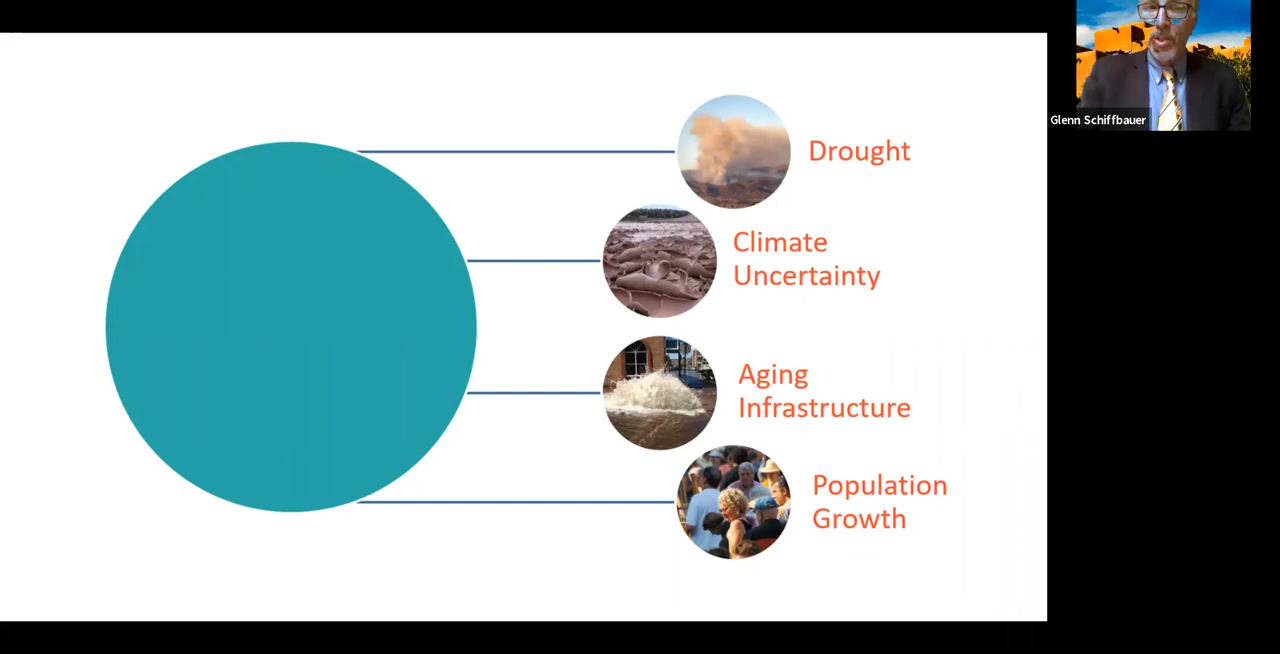 Drought
Climate
Uncertainty
Aging
Infrastructure
Population
Growth
Glenn Schiffbauer